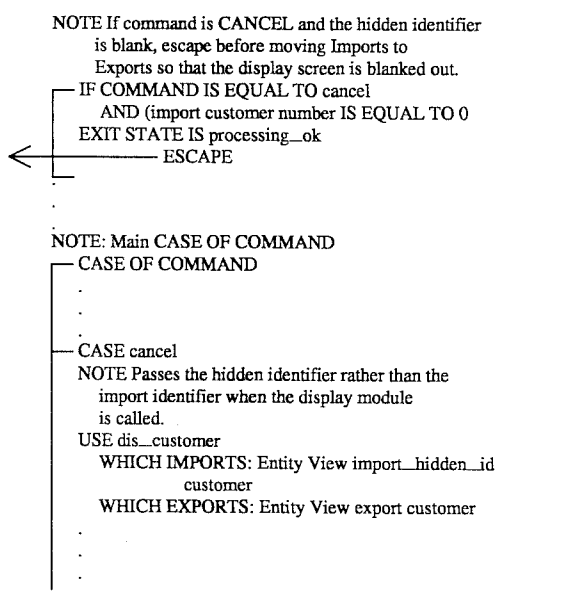 NOTE If command is CANCEL and the hidden identifier
is blank, escape before moving Imports to
Exports so that the display screen is blanked out.
IF COMMAND IS EQUAL TO cancel
AND (import customer number IS EQUAL TO 0
EXIT STATE IS processing_ok
ESCAPE
.
.
.
NOTE: Main CASE OF COMMAND
CASE OF COMMAND
.
.
.
CASE cancel
NOTE Passes the hidden identifier rather than the
import identifier when the display module
is called.
USE dis_customer
WHICH IMPORTS: Entity View import_hidden_id
customer
WHICH EXPORTS: Entity View export customer
.
.
.